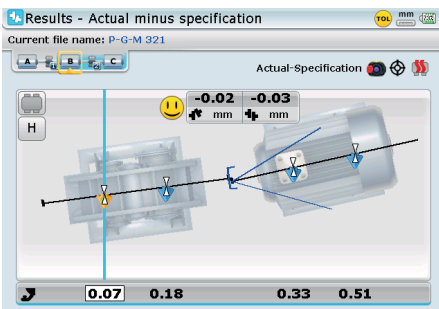 Results - Actual minus specification
TOL mm
Current file name: P-G-M 321
A B C
Actual-Specification
-0.02 -0.03
mm mm
H
0.07 0.18 0.33 0.51